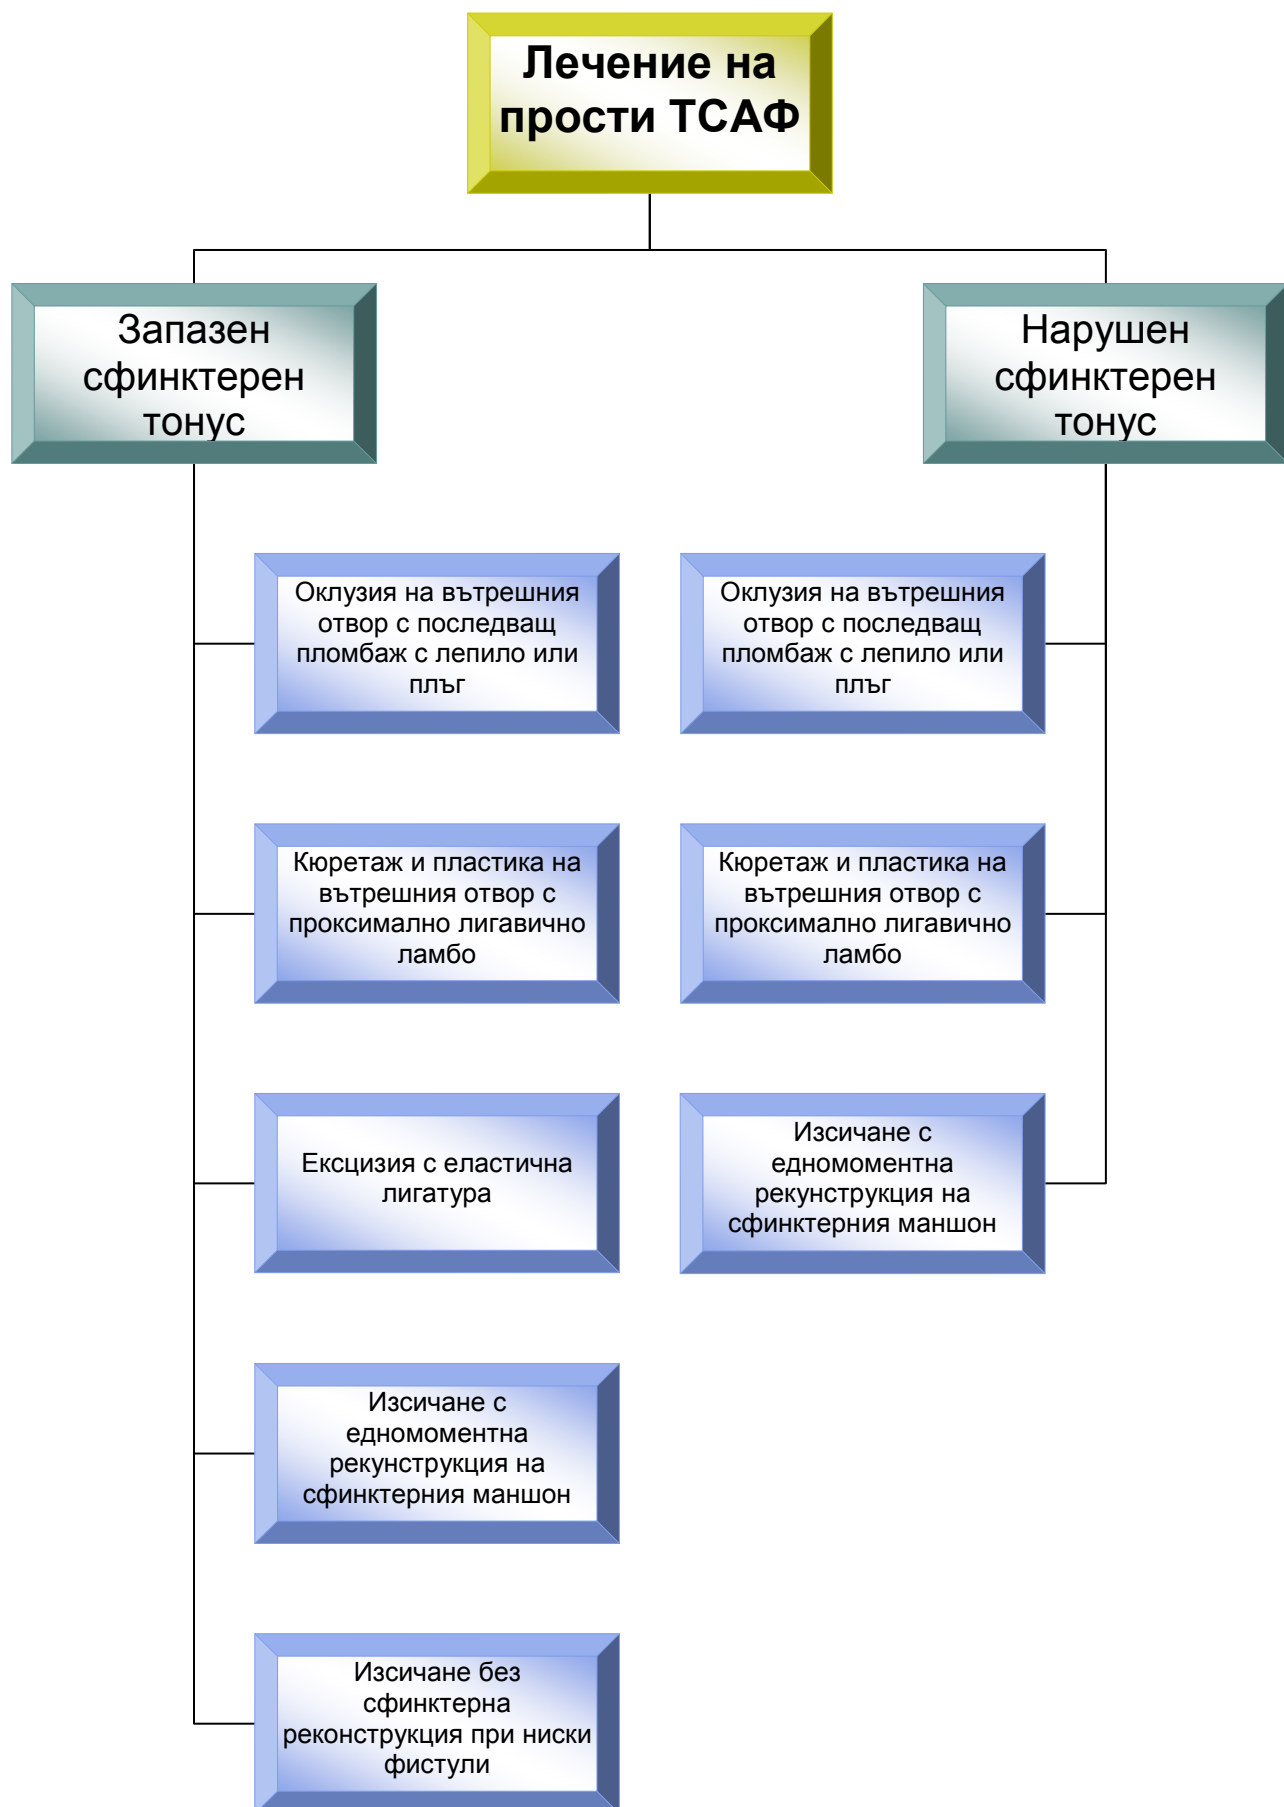 Лечение на
прости ТСАФ
Запазен
сфинктерен
тонус
Нарушен
сфинктерен
тонус
Оклузия на вътрешния
отвор с последващ
пломбаж с лепило или
плъг
Оклузия на вътрешния
отвор с последващ
пломбаж с лепило или
плъг
Кюретаж и пластика на
вътрешния отвор с
проксимално лигавично
ламбо
Кюретаж и пластика на
вътрешния отвор с
проксимално лигавично
ламбо
Ексцизия с еластична
лигатура
Изсичане с
едномоментна
рекунструкция на
сфинктерния маншон
Изсичане с
едномоментна
рекунструкция на
сфинктерния маншон
Изсичане без
сфинктерна
реконструкция при ниски
фистули